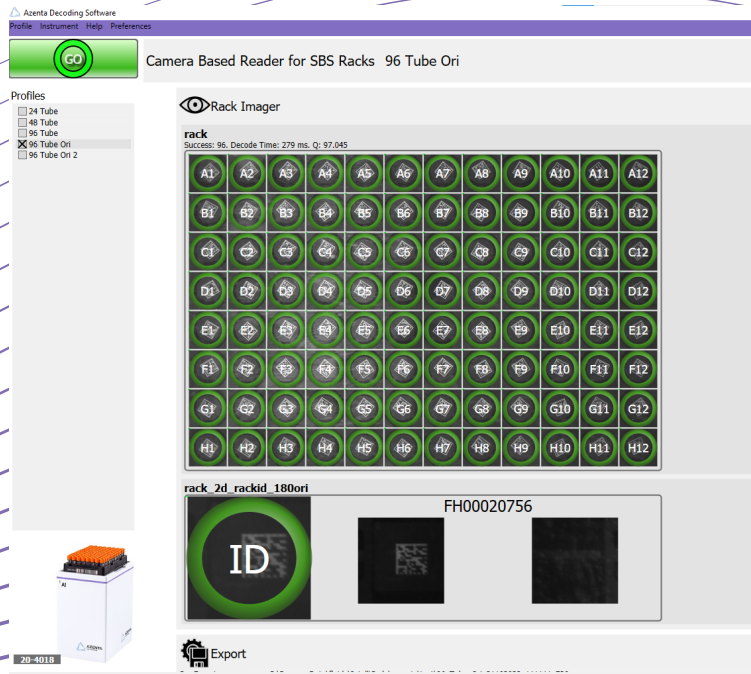 Azenta Decoding Software
Profile Instrument Help Preferences
GO
Camera Based Reader for SBS Racks 96 Tube Ori
Profiles
24 Tube
48 Tube
96 Tube
96 Tube Ori
96 Tube Ori 2
Rack Imager
rack
Success: 96. Decode Time: 279 ms. Q: 97.045
A1 A2 A3 A4 A5 A6 A7 A8 A9 A10 A11 A12
B1 B2 B3 B4 B5 B6 B7 B8 B9 B10 B11 B12
C1 C2 C3 C4 C5 C6 C7 C8 C9 C10 C11 C12
D1 D2 D3 D4 D5 D6 D7 D8 D9 D10 D11 D12
E1 E2 E3 E4 E5 E6 E7 E8 E9 E10 E11 E12
F1 F2 F3 F4 F5 F6 F7 F8 F9 F10 F11 F12
G1 G2 G3 G4 G5 G6 G7 G8 G9 G10 G11 G12
H1 H2 H3 H4 H5 H6 H7 H8 H9 H10 H11 H12
rack_2d_rackid_180ori
FH00020756
ID
AZENTA
20-4018
Export